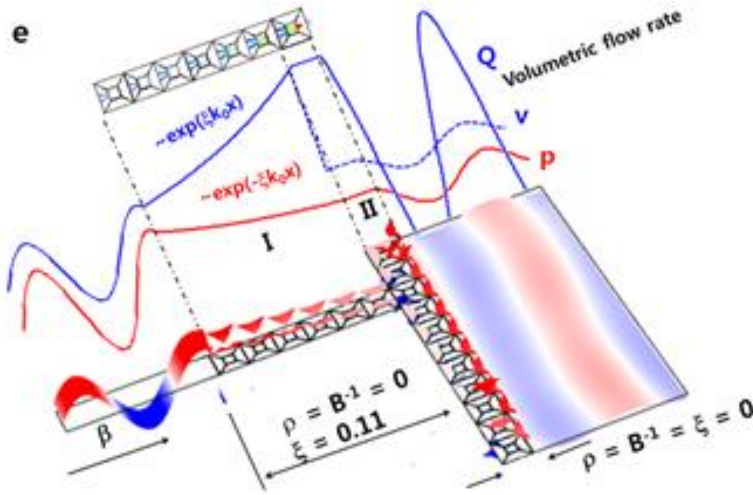 e
Q
Volumetric flow rate
v
~exp(ξk₀x)
p
~exp(-ξk₀x)
II
I
β
ρ = B⁻¹ = 0
ξ = 0.11
ρ = B⁻¹ = ξ = 0